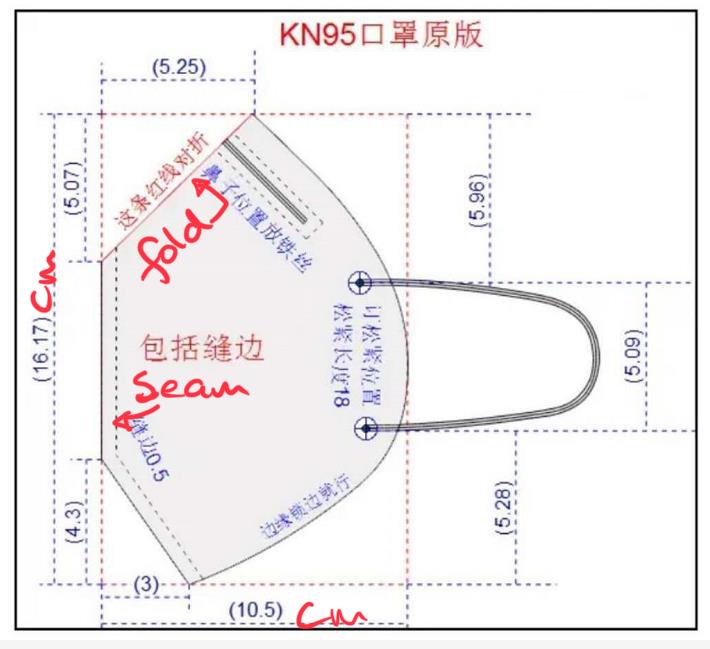 KN95口罩原版
(5.25)
这条红线对折
fold
鼻子位置放铁丝
(5.07)
(5.96)
cm
(16.17)
包括缝边
Seam
缝边0.5
订松紧位置
松紧长度18
(5.09)
边缘锁边就行
(4.3)
(5.28)
(3)
(10.5)
cm